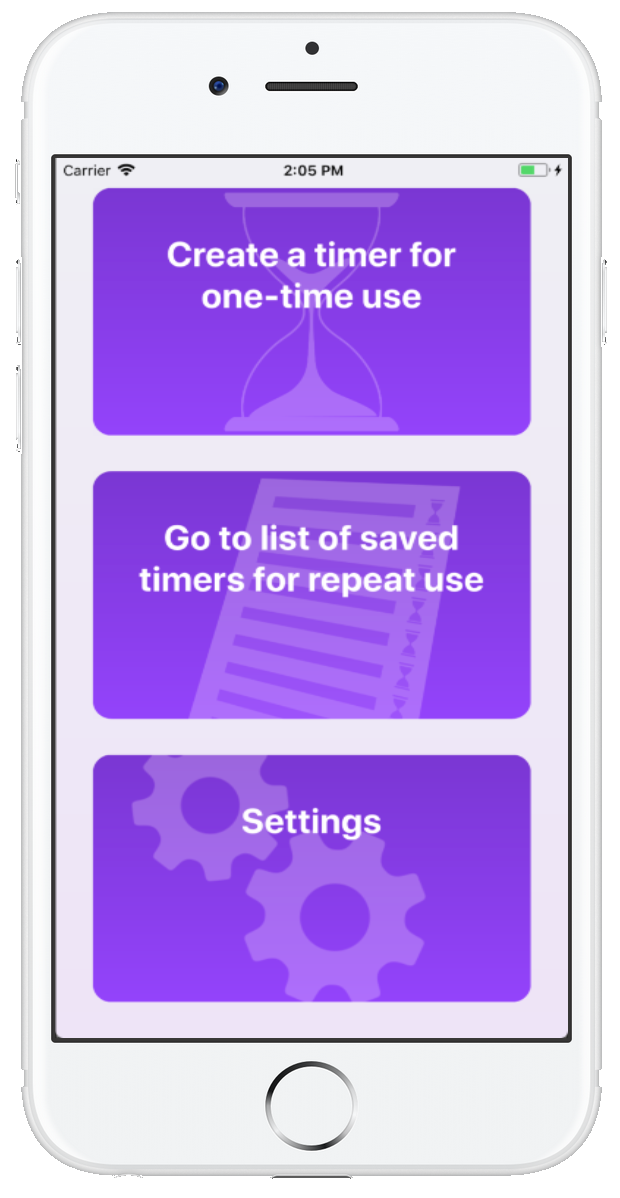 Carrier 2:05 PM
Create a timer for
one-time use
Go to list of saved
timers for repeat use
Settings